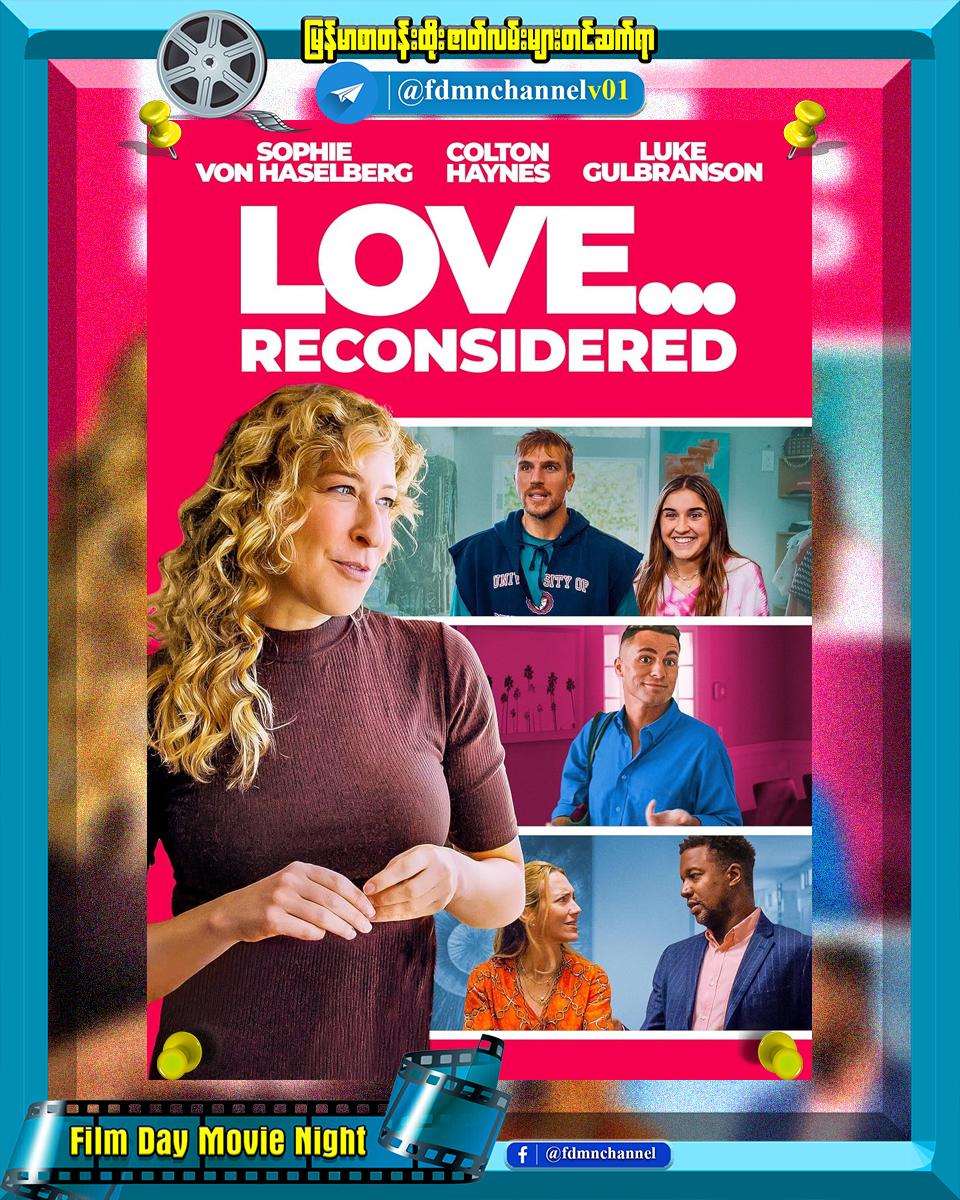 မြန်မာစာတန်းထိုးဇာတ်လမ်းများတင်ဆက်ရာ
@fdmnchannelv01
SOPHIE
VON HASELBERG
COLTON
HAYNES
LUKE
GULBRANSON
LOVE...
RECONSIDERED
UNIVERSITY OF
Film Day Movie Night
@fdmnchannel